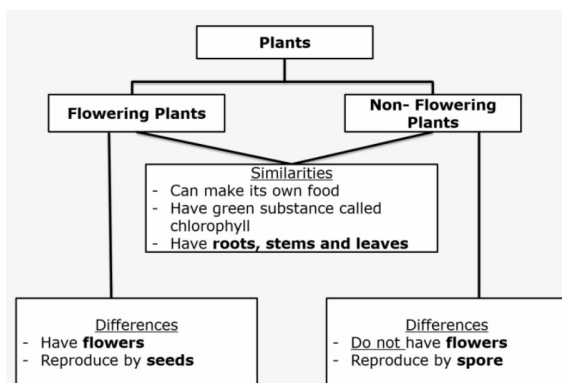 Plants
Flowering Plants
Non- Flowering
Plants
Similarities
- Can make its own food
- Have green substance called
chlorophyll
- Have roots, stems and leaves
Differences
- Have flowers
- Reproduce by seeds
Differences
- Do not have flowers
- Reproduce by spore